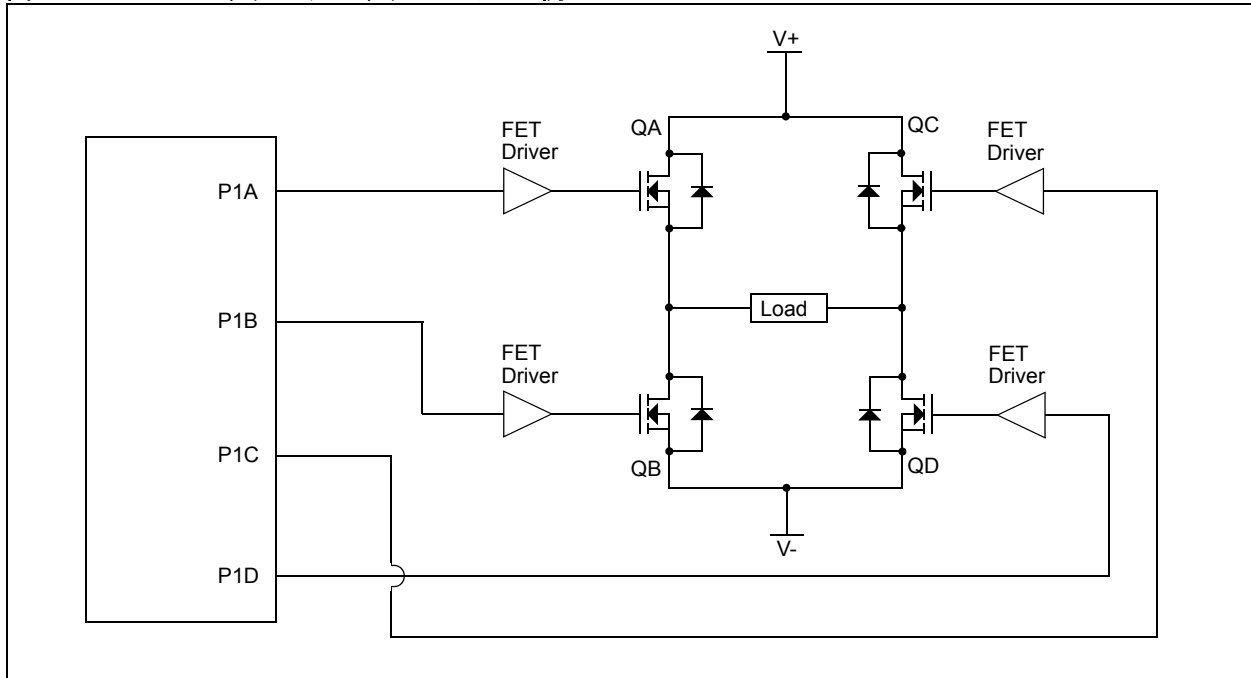 V+
QA
QC
FET
Driver
FET
Driver
P1A
P1B
Load
FET
Driver
FET
Driver
P1C
QB
QD
V-
P1D